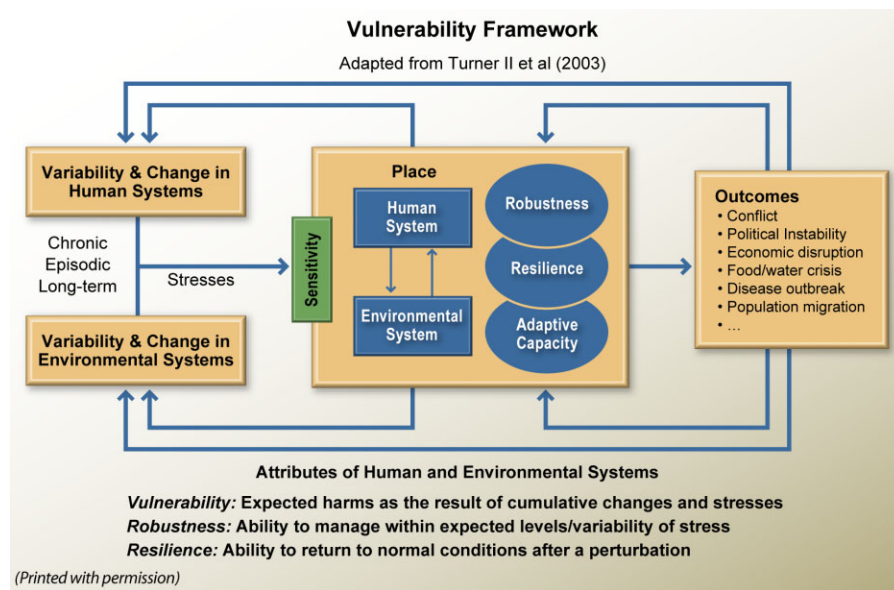 Vulnerability Framework
Adapted from Turner II et al (2003)
Variability & Change in
Human Systems
Chronic
Episodic
Long-term
Stresses
Variability & Change in
Environmental Systems
Sensitivity
Place
Human
System
Environmental
System
Robustness
Resilience
Adaptive
Capacity
Outcomes
• Conflict
• Political Instability
• Economic disruption
• Food/water crisis
• Disease outbreak
• Population migration
• ...
Attributes of Human and Environmental Systems
Vulnerability: Expected harms as the result of cumulative changes and stresses
Robustness: Ability to manage within expected levels/variability of stress
Resilience: Ability to return to normal conditions after a perturbation
(Printed with permission)